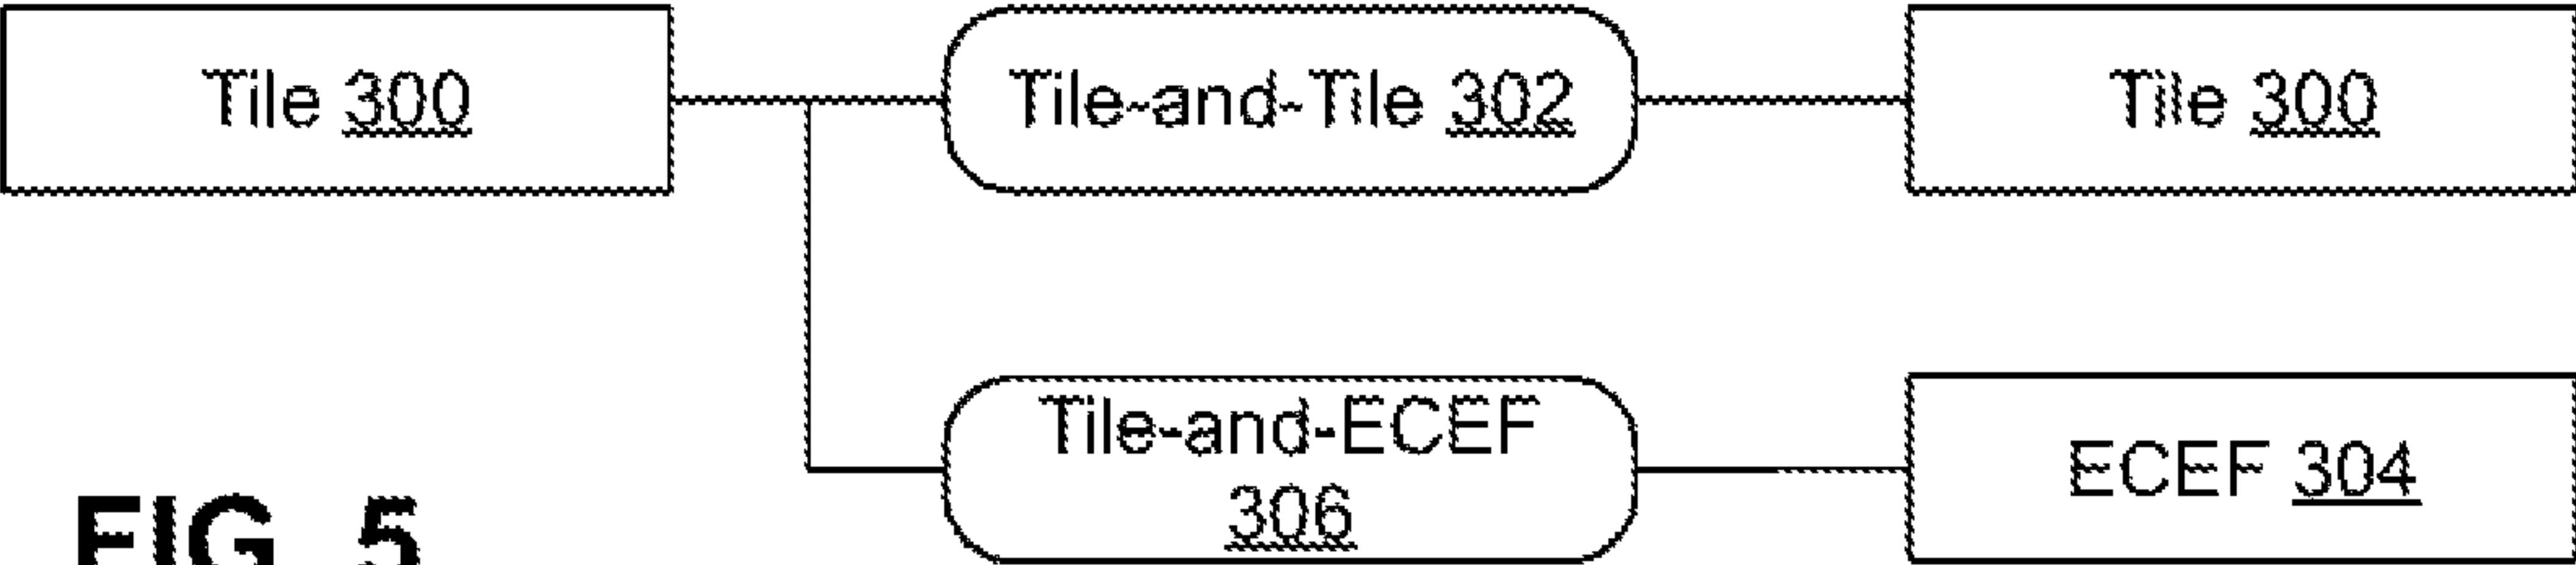 Tile 300
Tile-and-Tile 302
Tile 300
Tile-and-ECEF
306
ECEF 304
FIG. 5